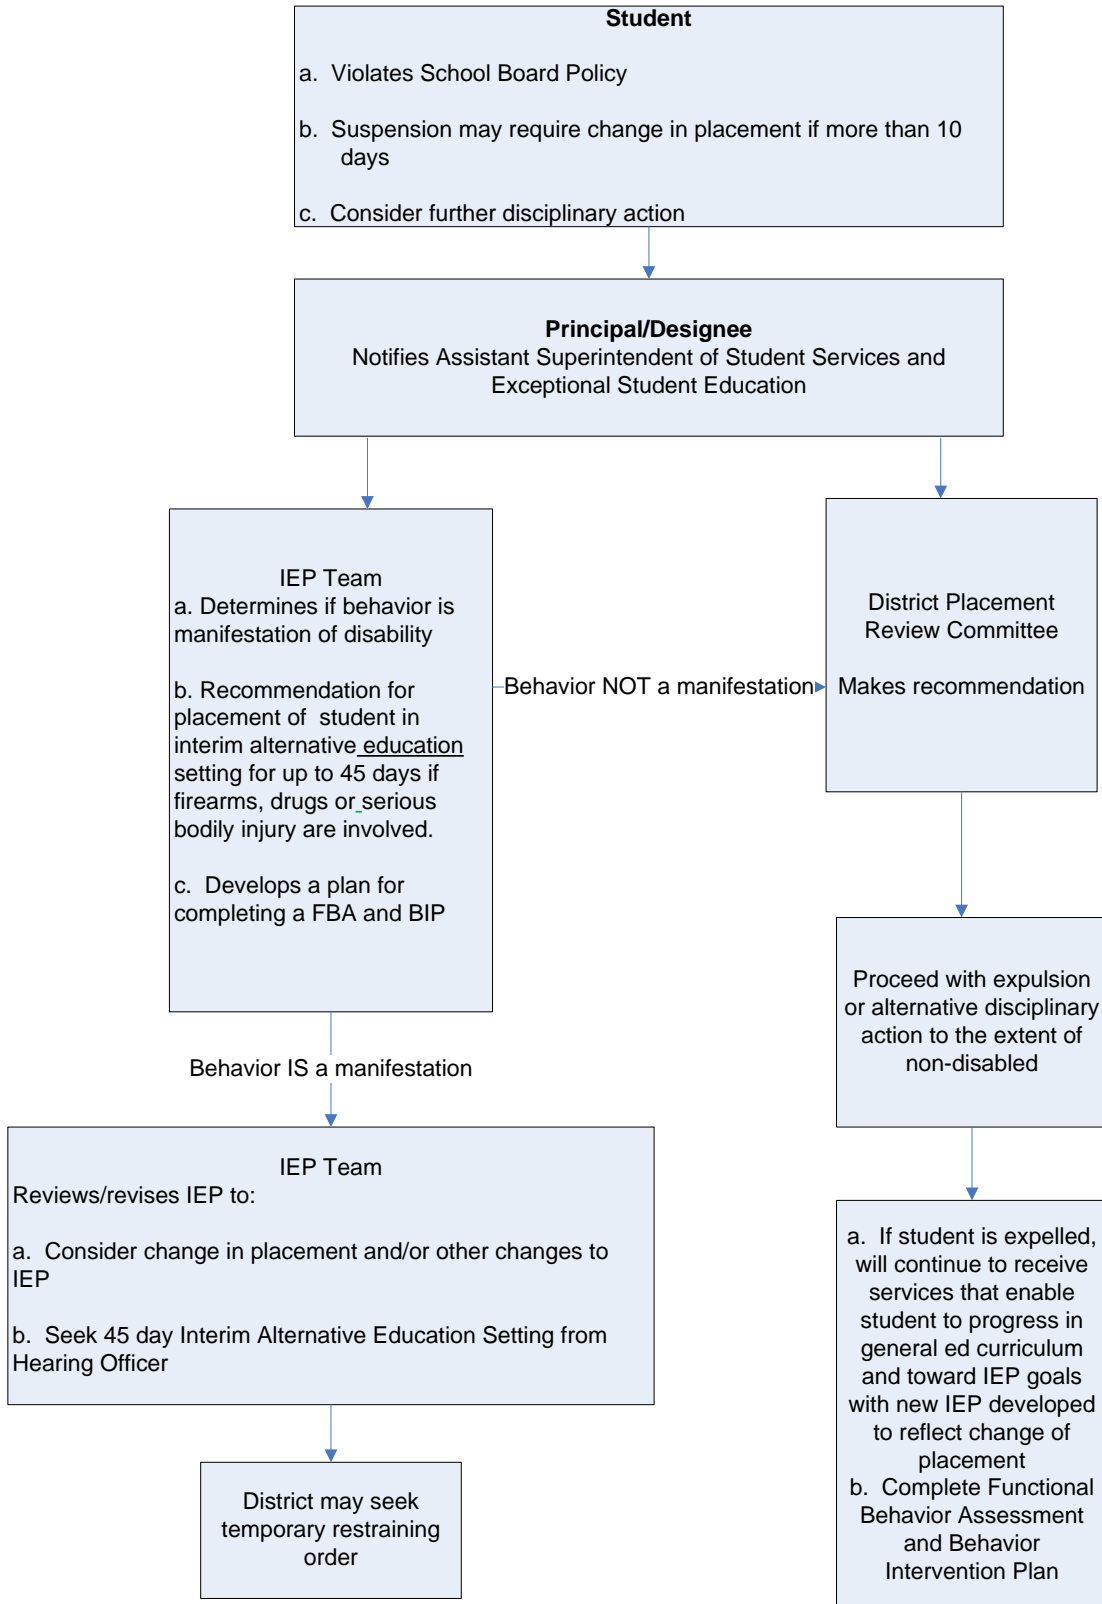 Student
a. Violates School Board Policy
b. Suspension may require change in placement if more than 10
days
c. Consider further disciplinary action
Principal/Designee
Notifies Assistant Superintendent of Student Services and
Exceptional Student Education
IEP Team
a. Determines if behavior is
manifestation of disability
b. Recommendation for
placement of student in
interim alternative education
setting for up to 45 days if
firearms, drugs or serious
bodily injury are involved.
c. Develops a plan for
completing a FBA and BIP
Behavior NOT a manifestation
District Placement
Review Committee
Makes recommendation
Proceed with expulsion
or alternative disciplinary
action to the extent of
non-disabled
Behavior IS a manifestation
IEP Team
Reviews/revises IEP to:
a. Consider change in placement and/or other changes to
IEP
b. Seek 45 day Interim Alternative Education Setting from
Hearing Officer
a. If student is expelled,
will continue to receive
services that enable
student to progress in
general ed curriculum
and toward IEP goals
with new IEP developed
to reflect change of
placement
b. Complete Functional
Behavior Assessment
and Behavior
Intervention Plan
District may seek
temporary restraining
order